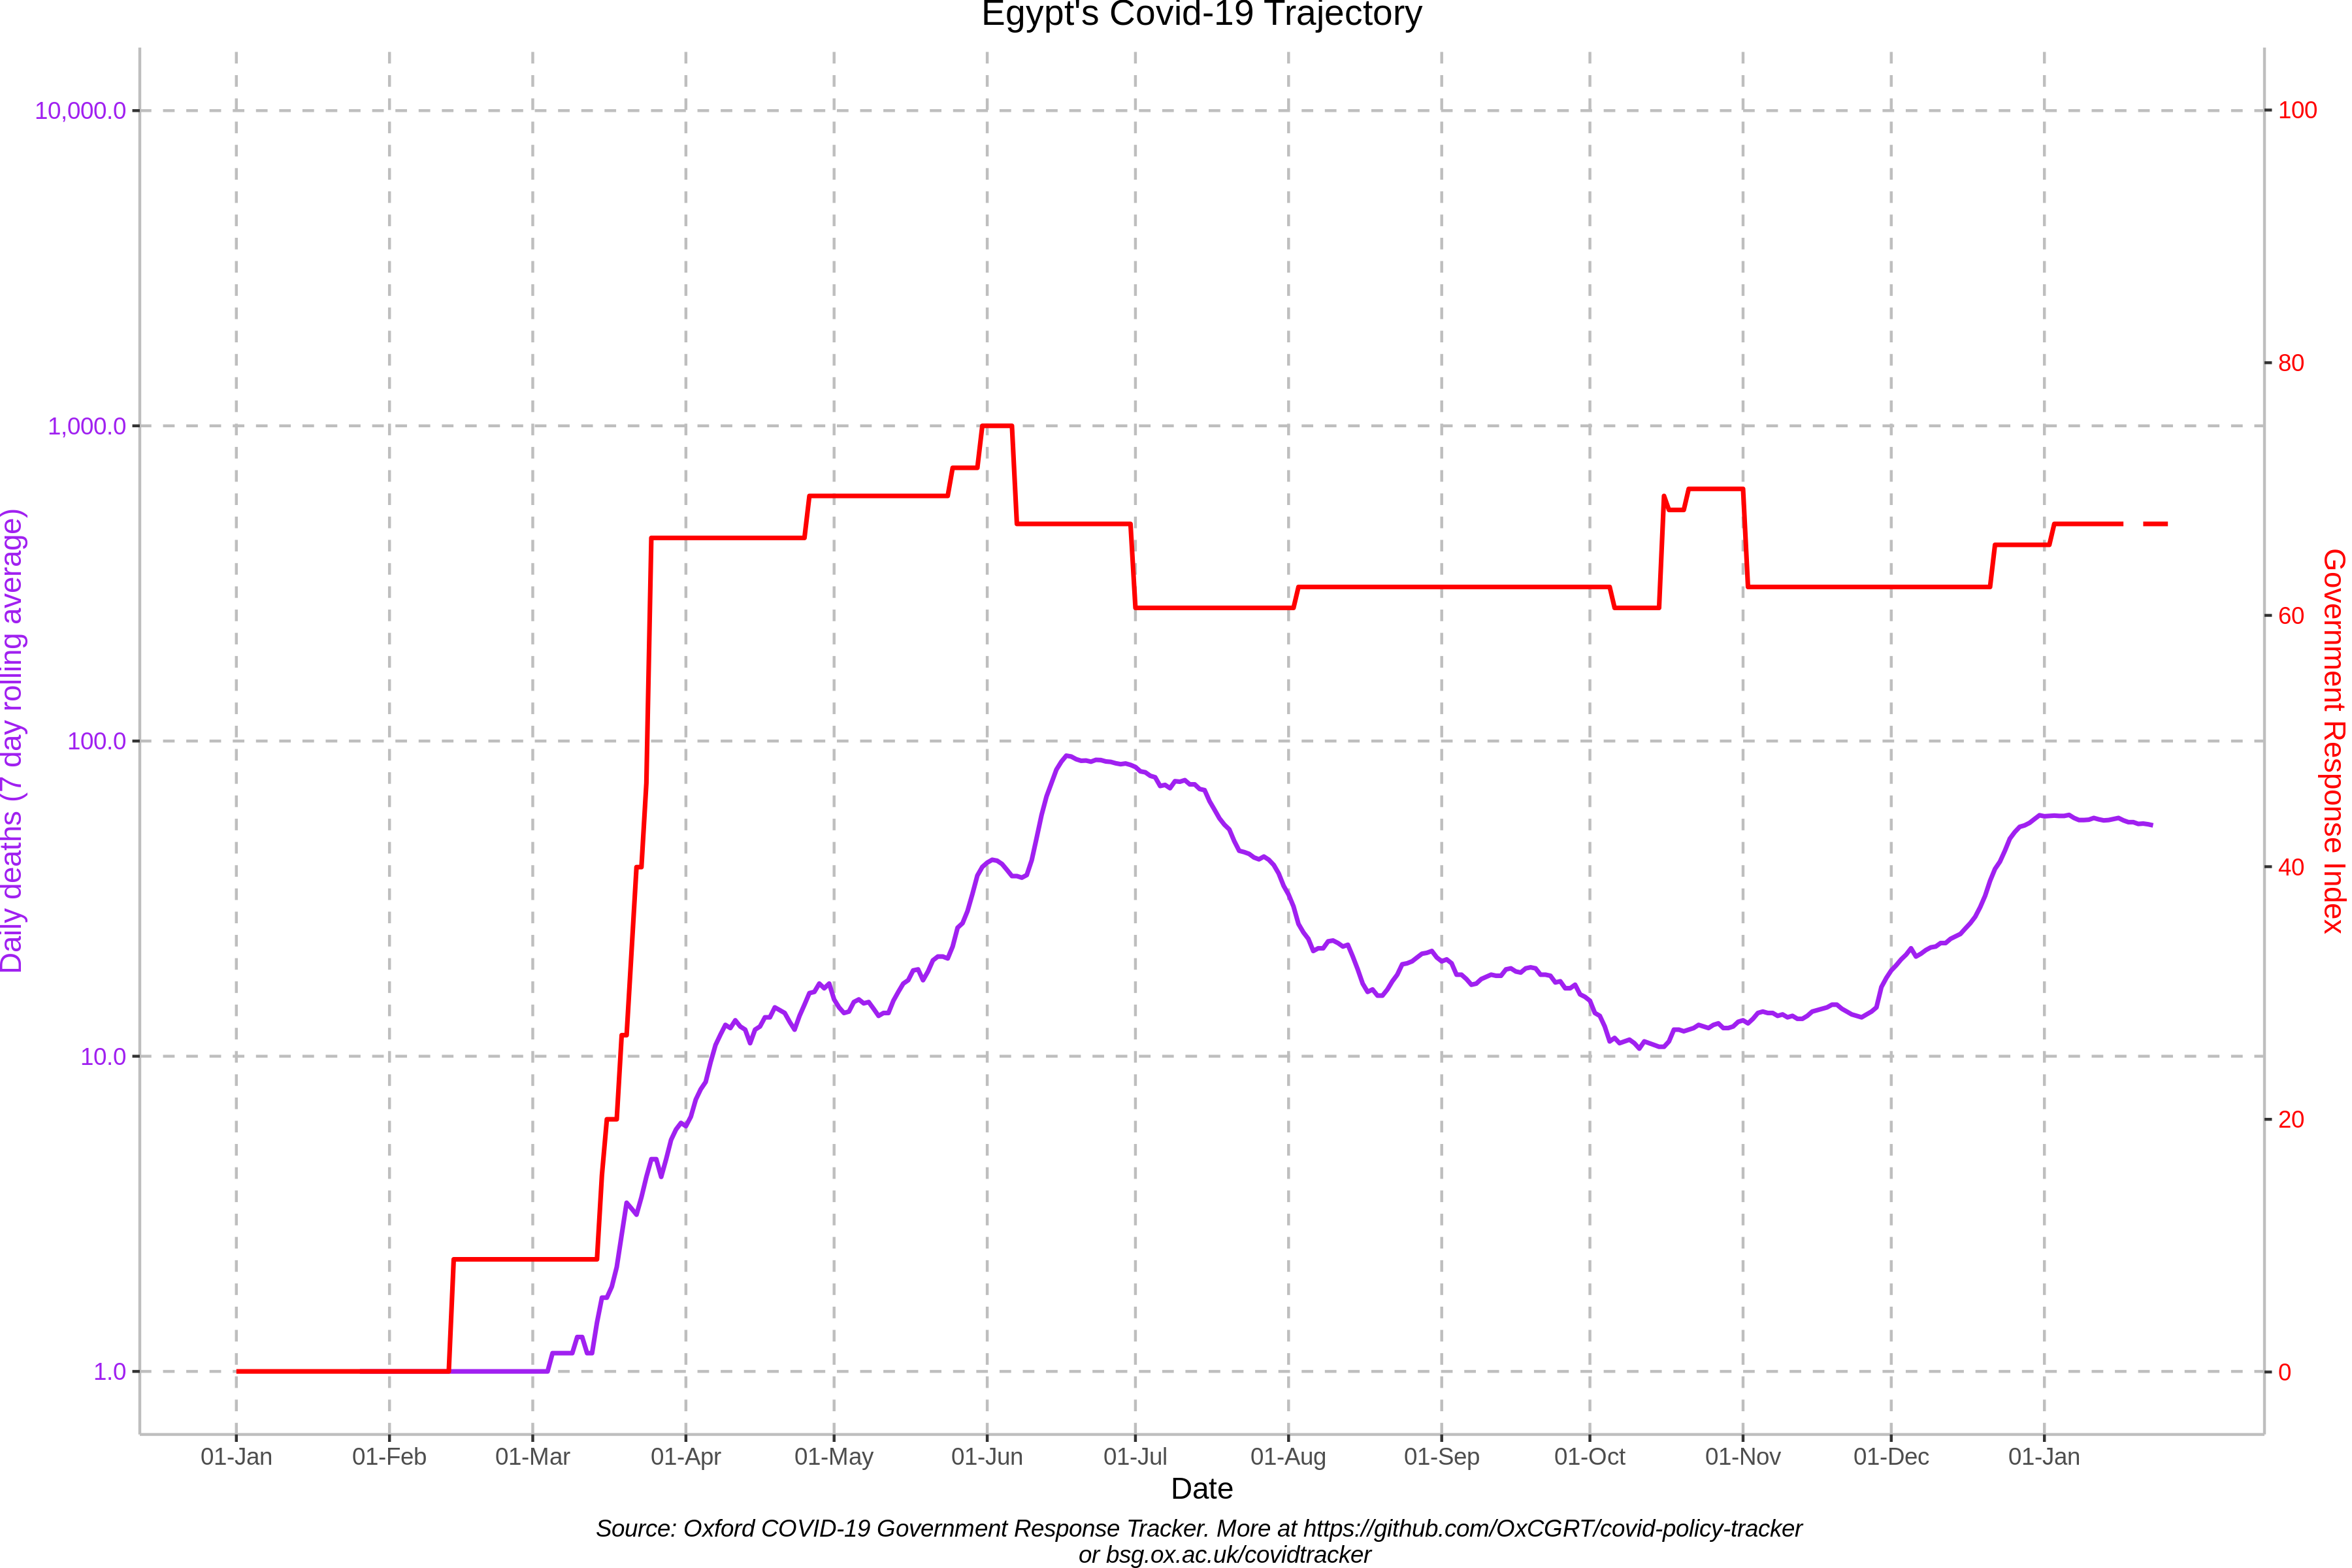 Egypt's Covid-19 Trajectory
10,000.0
1,000.0
100.0
10.0
1.0
Daily deaths (7 day rolling average)
100
80
60
40
20
0
Government Response Index
01-Jan 01-Feb 01-Mar 01-Apr 01-May 01-Jun 01-Jul 01-Aug 01-Sep 01-Oct 01-Nov 01-Dec 01-Jan
Date
Source: Oxford COVID-19 Government Response Tracker. More at https://github.com/OxCGRT/covid-policy-tracker
or bsg.ox.ac.uk/covidtracker